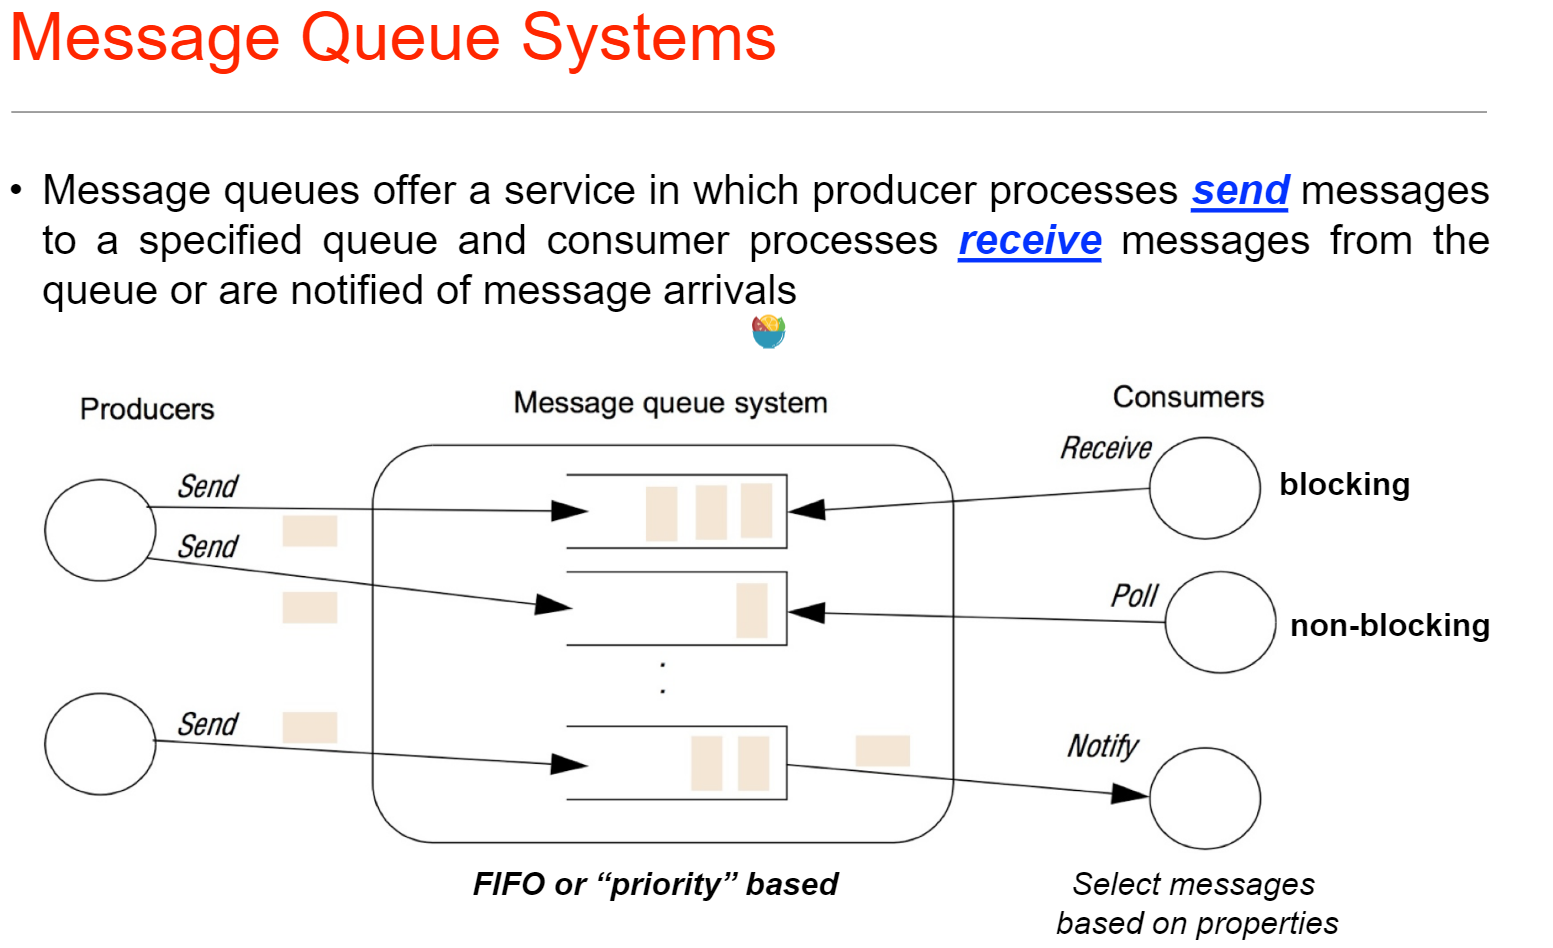 Message Queue Systems
• Message queues offer a service in which producer processes send messages
to a specified queue and consumer processes receive messages from the
queue or are notified of message arrivals
Producers
Message queue system
Consumers
Send
Receive
blocking
Send
Poll
non-blocking
:
Send
Notify
FIFO or “priority” based
Select messages
based on properties